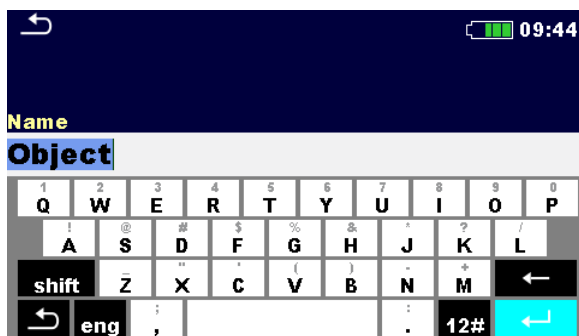 09:44
Name
Object
1 2 3 4 5 6 7 8 9 0
Q W E R T Y U I O P
! @ # $ % & * ? /
A S D F G H J K L
_ " ' ( ) - +
shift Z X C V B N M ←
; :
eng , . 12#